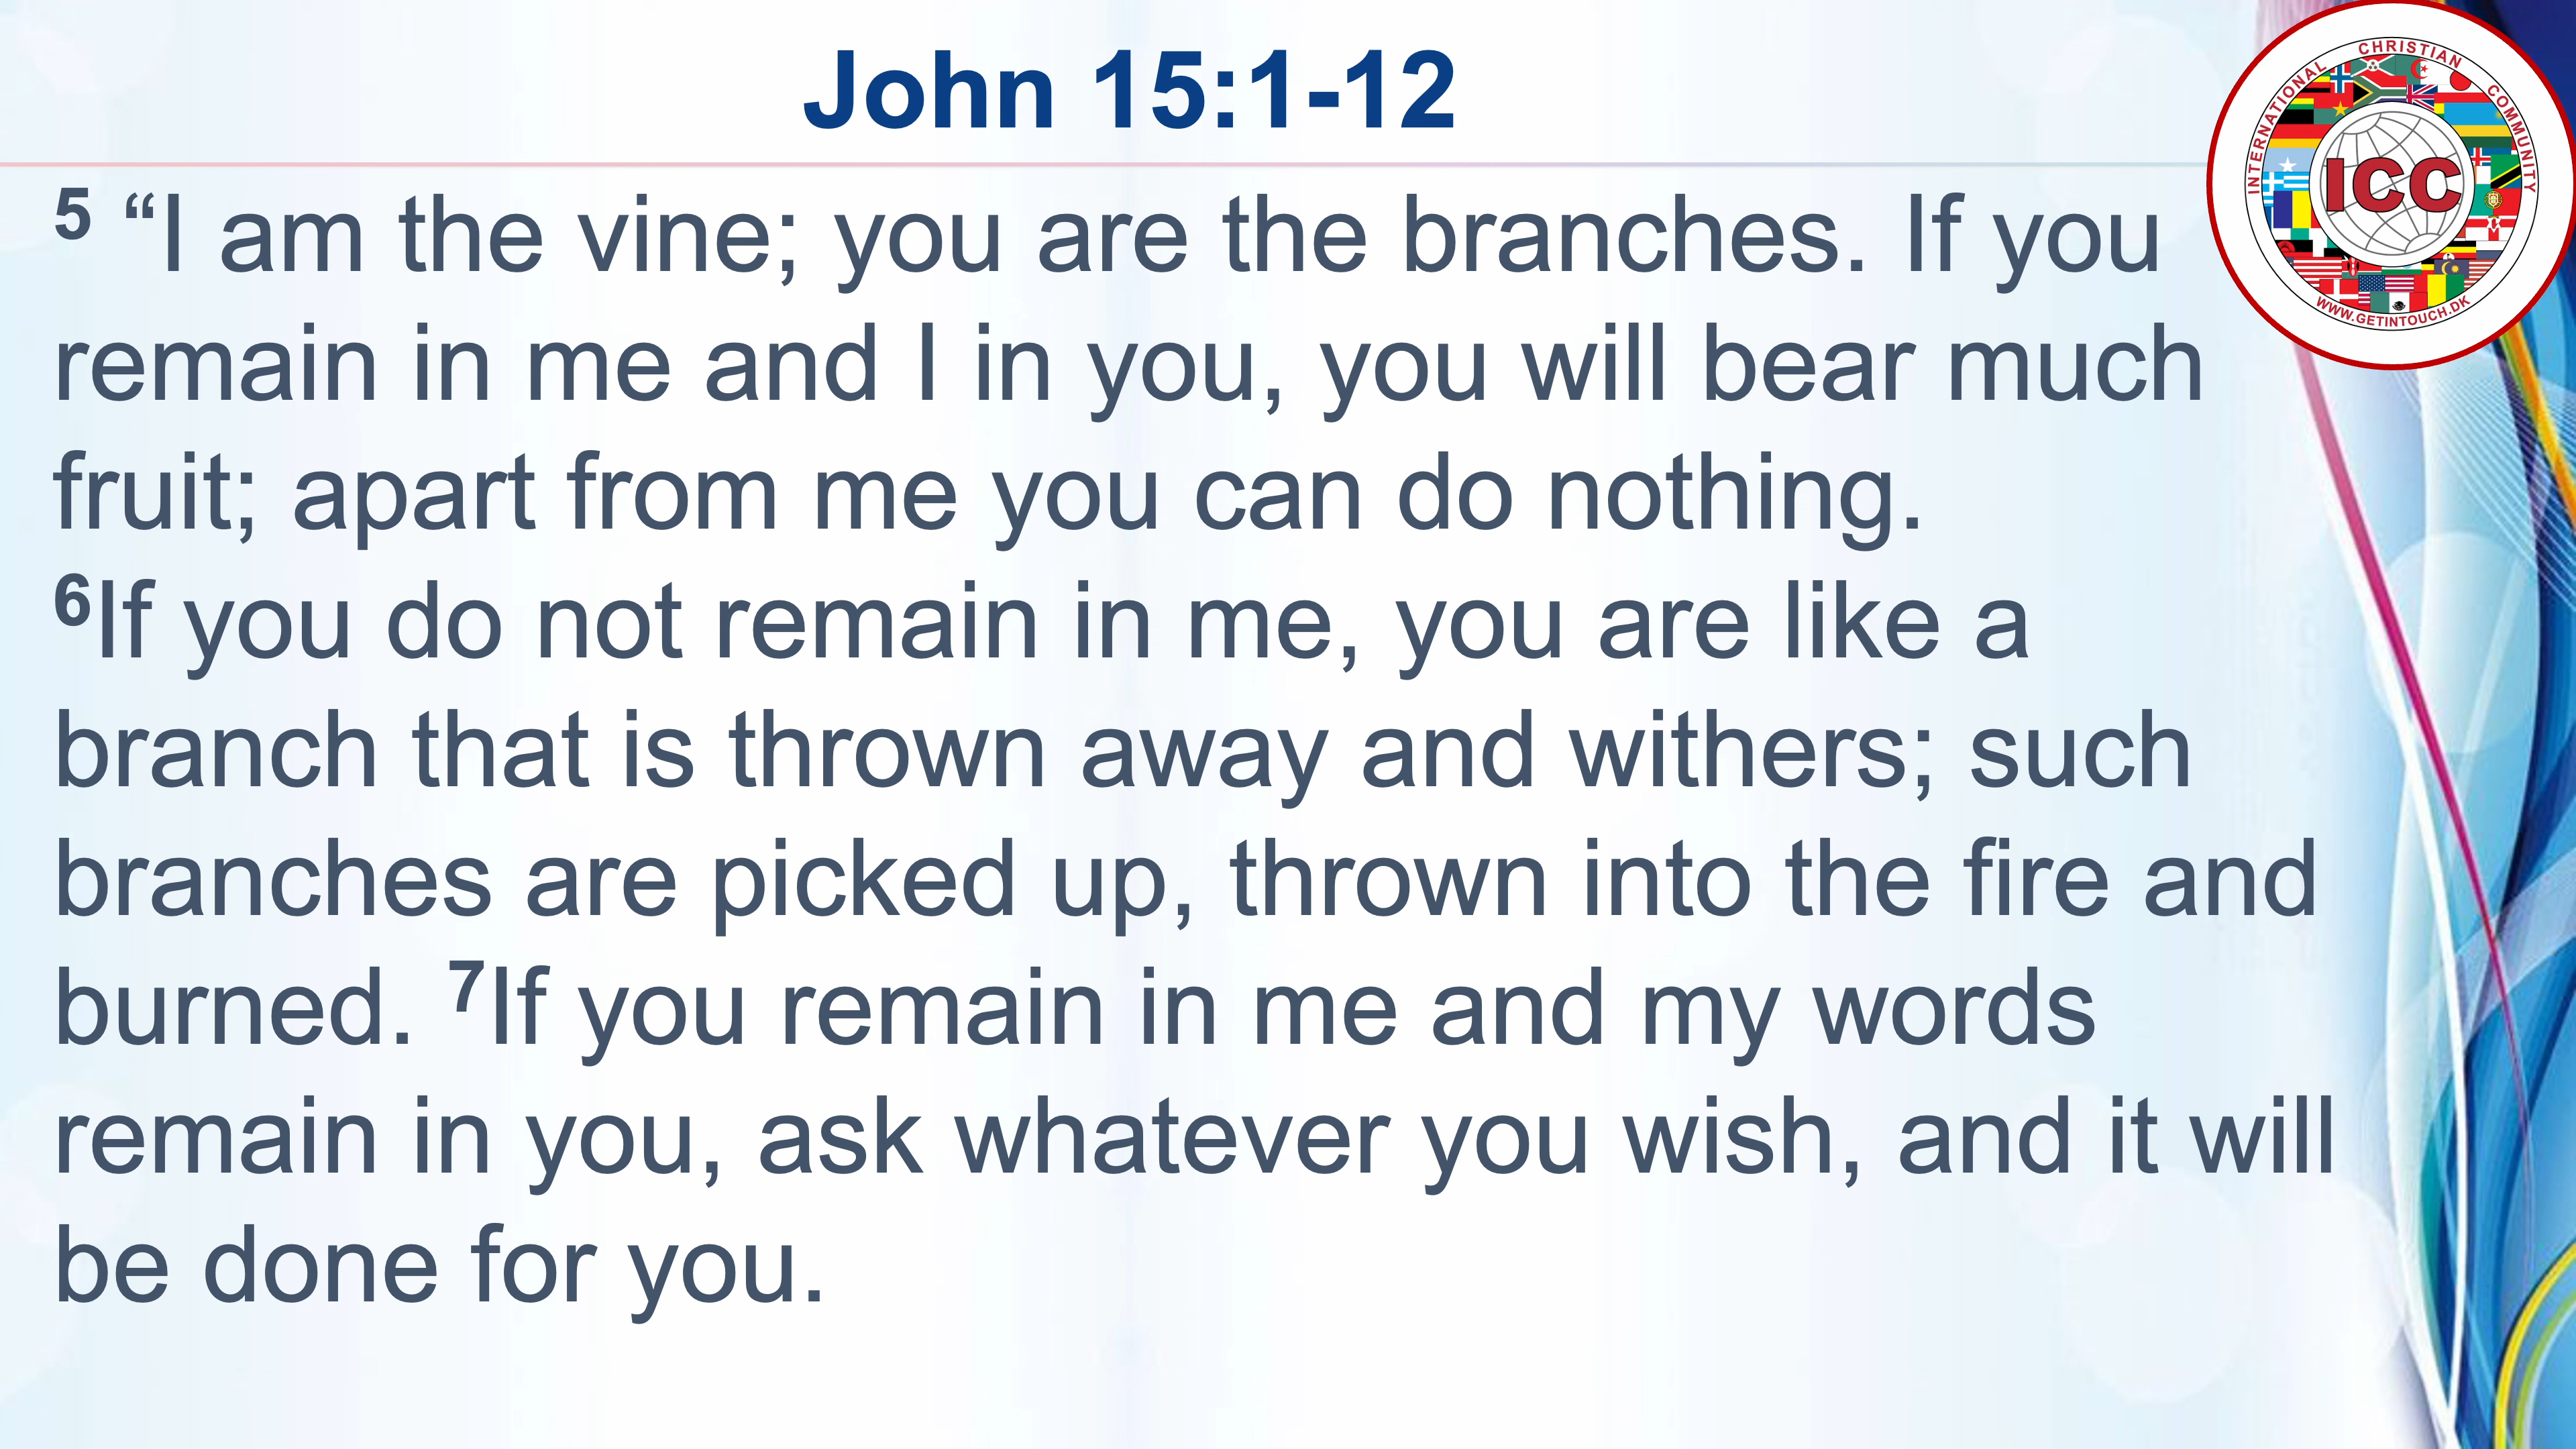 John 15:1-12
INTERNATIONAL CHRISTIAN COMMUNITY
ICC
WWW.GETINTOUCH.DK
5 “I am the vine; you are the branches. If you
remain in me and I in you, you will bear much
fruit; apart from me you can do nothing.
6If you do not remain in me, you are like a
branch that is thrown away and withers; such
branches are picked up, thrown into the fire and
burned. 7If you remain in me and my words
remain in you, ask whatever you wish, and it will
be done for you.